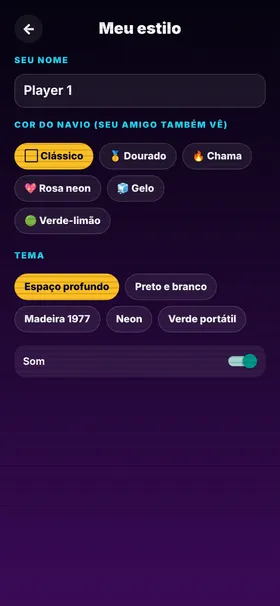 Meu estilo
SEU NOME
Player 1
COR DO NAVIO (SEU AMIGO TAMBÉM VÊ)
Clássico
🏅 Dourado
🔥 Chama
💖 Rosa neon
🧊 Gelo
🟢 Verde-limão
TEMA
Espaço profundo
Preto e branco
Madeira 1977
Neon
Verde portátil
Som